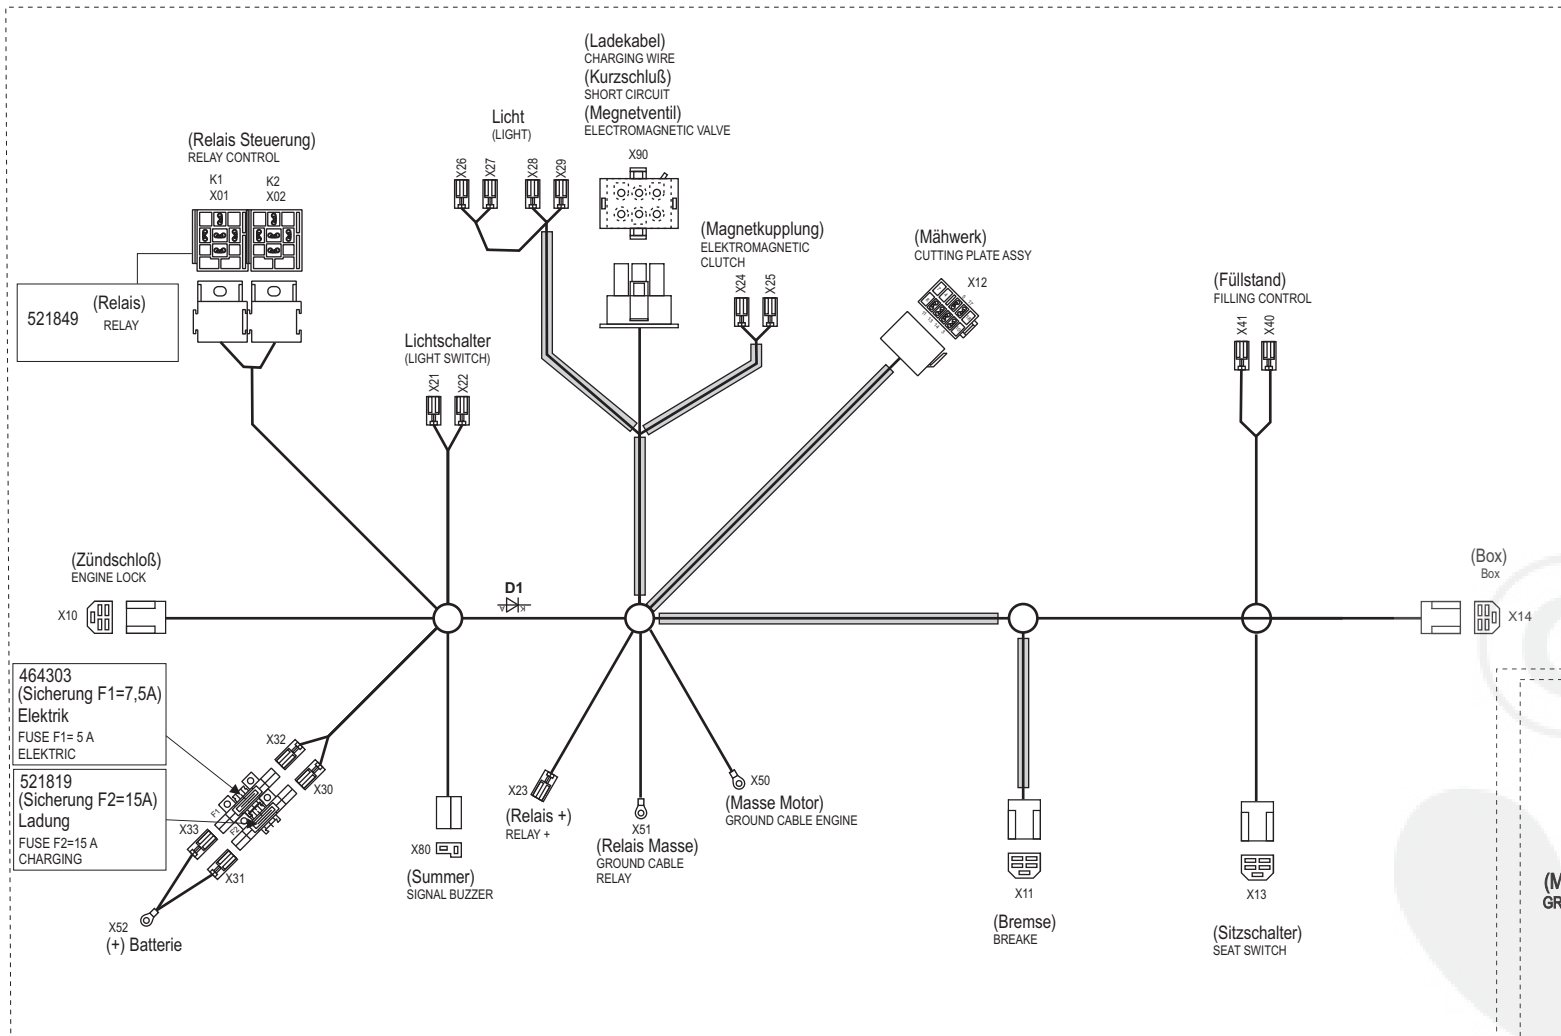 (Ladekabel)
CHARGING WIRE
(Kurzschluß)
SHORT CIRCUIT
(Megnetventil)
ELECTROMAGNETIC VALVE
X90
Licht
(LIGHT)
X26
X27
X28
X29
(Relais Steuerung)
RELAY CONTROL
K1
X01
K2
X02
521849
(Relais)
RELAY
(Magnetkupplung)
ELEKTROMAGNETIC
CLUTCH
X24
X25
(Mähwerk)
CUTTING PLATE ASSY
X12
(Füllstand)
FILLING CONTROL
X41
X40
Lichtschalter
(LIGHT SWITCH)
X21
X22
(Zündschloß)
ENGINE LOCK
X10
D1
A
K
(Box)
Box
X14
464303
(Sicherung F1=7,5A)
Elektrik
FUSE F1= 5 A
ELEKTRIC
521819
(Sicherung F2=15A)
Ladung
FUSE F2=15 A
CHARGING
X32
X30
F1
F2
X33
X31
X52
(+) Batterie
X80
(Summer)
SIGNAL BUZZER
X23
(Relais +)
RELAY +
X51
(Relais Masse)
GROUND CABLE
RELAY
X50
(Masse Motor)
GROUND CABLE ENGINE
X11
(Bremse)
BREAKE
X13
(Sitzschalter)
SEAT SWITCH
(M
GR